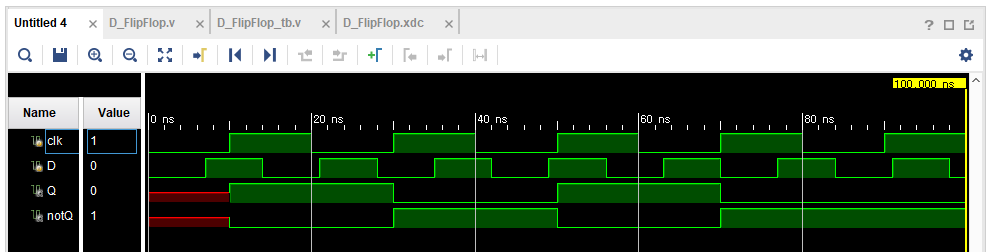 Untitled 4 × D_FlipFlop.v × D_FlipFlop_tb.v × D_FlipFlop.xdc × ?
100.000 ns
Name Value 0 ns 20 ns 40 ns 60 ns 80 ns
clk 1
D 0
Q 0
notQ 1